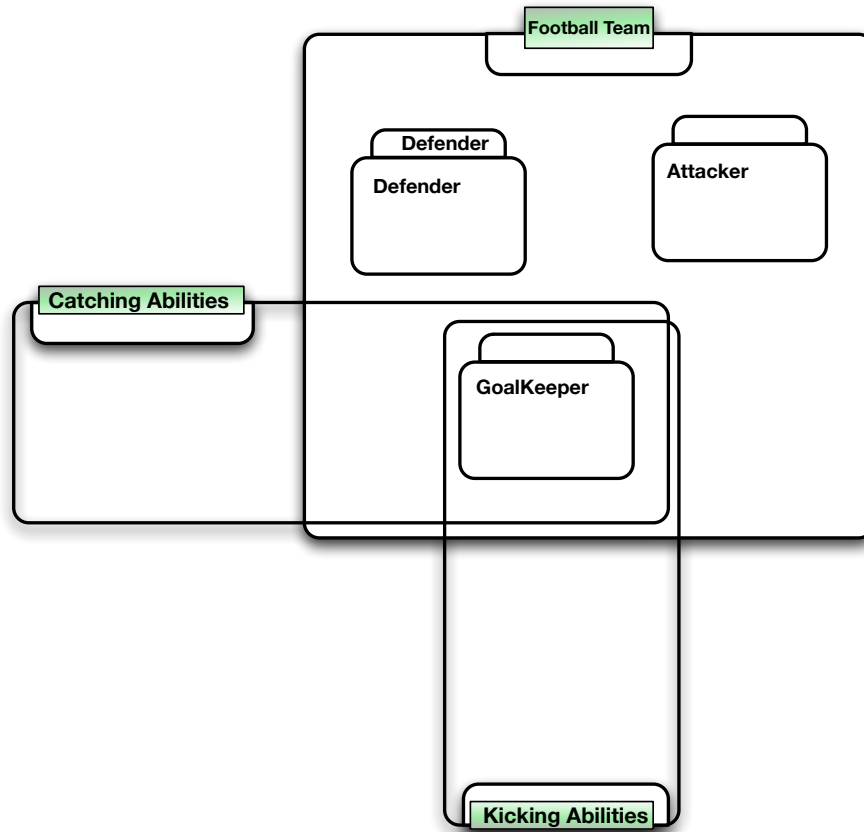 Football Team
Defender
Defender
Attacker
Catching Abilities
GoalKeeper
Kicking Abilities